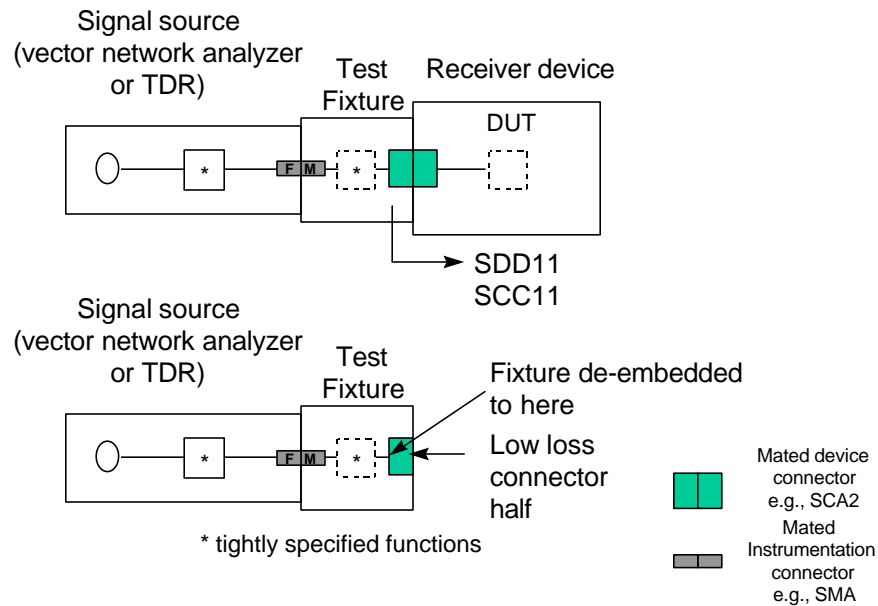 Signal source
(vector network analyzer
or TDR)
Test
Fixture
Receiver device
DUT
*
F M
*
SDD11
SCC11
Signal source
(vector network analyzer
or TDR)
Test
Fixture
Fixture de-embedded
to here
*
F M
*
Low loss
connector
half
* tightly specified functions
Mated device
connector
e.g., SCA2
Mated
Instrumentation
connector
e.g., SMA